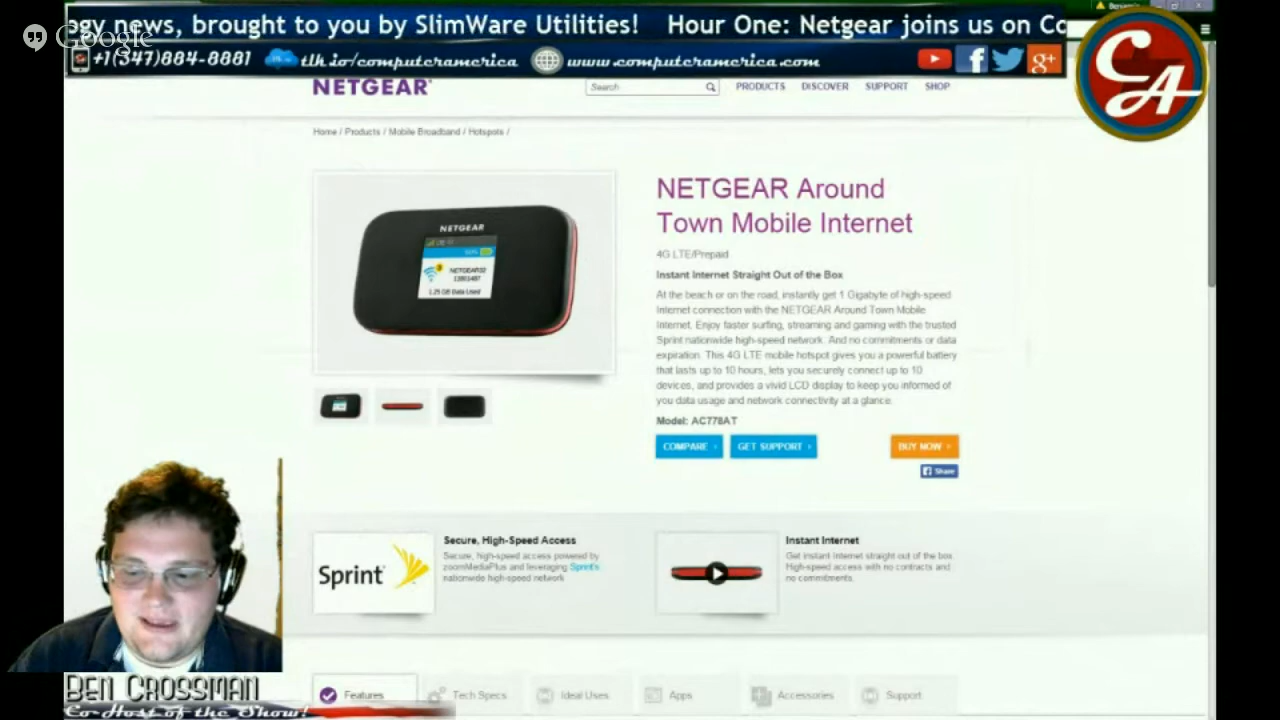 ogy news, brought to you by SlimWare Utilities! Hour One: Netgear joins us on Co
Google
+1(347)884-8881 tlk.io/computeramerica www.computeramerica.com
CA
NETGEAR
Search
PRODUCTS DISCOVER SUPPORT SHOP
Home / Products / Mobile Broadband / Hotspots /
NETGEAR
1.25 GB Data Used
NETGEAR Around
Town Mobile Internet
4G LTE/Prepaid
Instant Internet Straight Out of the Box
At the beach or on the road, instantly get 1 Gigabyte of high-speed
Internet connection with the NETGEAR Around Town Mobile
Internet. Enjoy faster surfing, streaming and gaming with the trusted
Sprint nationwide high-speed network. And no commitments or data
expiration. This 4G LTE mobile hotspot gives you a powerful battery
that lasts up to 10 hours, lets you securely connect up to 10
devices, and provides a vivid LCD display to keep you informed of
you data usage and network connectivity at a glance.
Model: AC778AT
COMPARE GET SUPPORT BUY NOW
Share
Sprint
Secure, High-Speed Access
Secure, high-speed access powered by
zoomMediaPlus and leveraging Sprint's
nationwide high-speed network
Instant Internet
Get instant Internet straight out of the box.
High-speed access with no contracts and
no commitments.
Features Tech Specs Ideal Uses Apps Accessories Support
Ben Crossman
Co-Host of the Show!